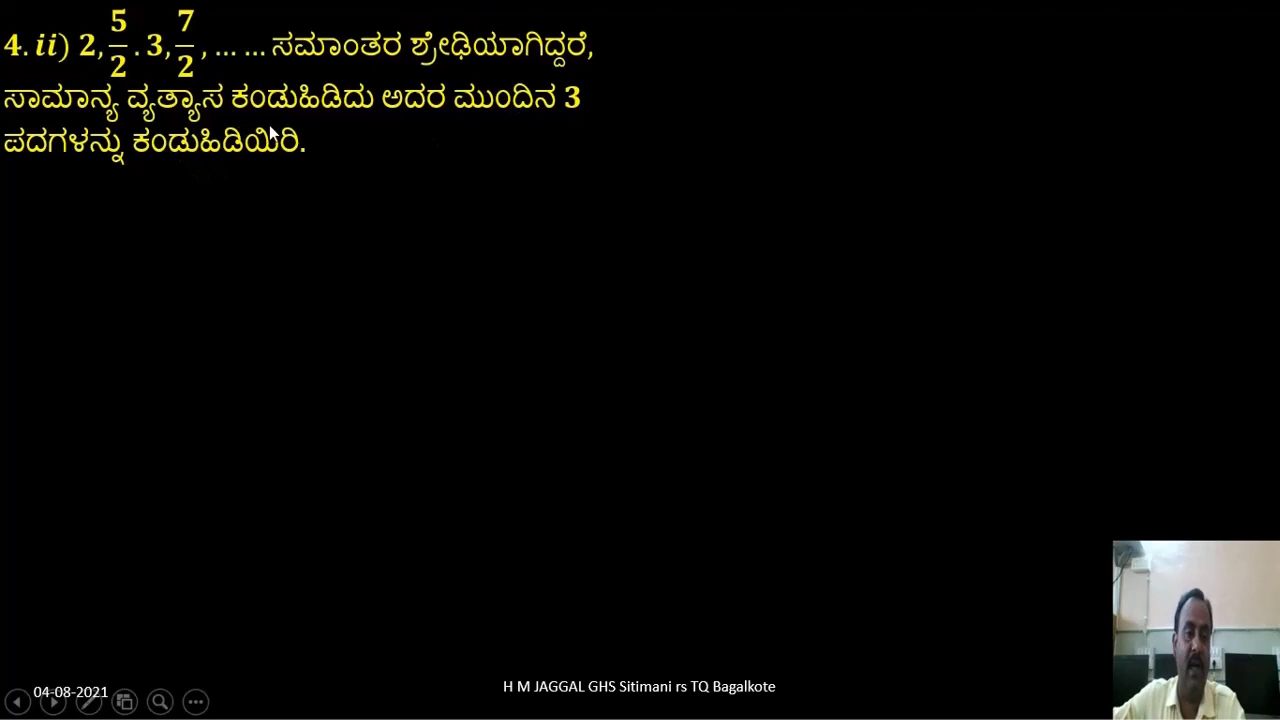 4. ii) 2, 5/2 . 3, 7/2 , ... ... ಸಮಾಂತರ ಶ್ರೇಢಿಯಾಗಿದ್ದರೆ,
ಸಾಮಾನ್ಯ ವ್ಯತ್ಯಾಸ ಕಂಡುಹಿಡಿದು ಅದರ ಮುಂದಿನ 3
ಪದಗಳನ್ನು ಕಂಡುಹಿಡಿಯಿರಿ.
04-08-2021
H M JAGGAL GHS Sitimani rs TQ Bagalkote